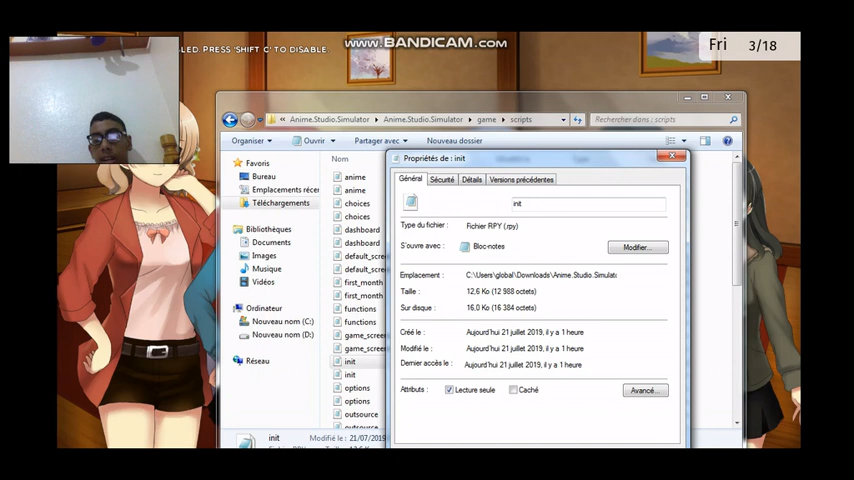 LED. PRESS 'SHIFT C' TO DISABLE
WWW.BANDICAM.COM
Fri 3/18
« Anime.Studio.Simulator ▸ Anime.Studio.Simulator ▸ game ▸ scripts
Rechercher dans : scripts
Organiser Ouvrir Partager avec Nouveau dossier
Favoris
Bureau
Emplacements récen
Téléchargements
Bibliothèques
Documents
Images
Musique
Vidéos
Ordinateur
Nouveau nom (C:)
Nouveau nom (D:)
Réseau
Nom
anime
anime
choices
choices
dashboard
dashboard
default_scree
default_scree
first_month
first_month
functions
functions
game_screen
game_screen
init
init
options
options
outsource
outsource
init Modifié le : 21/07/2019
Propriétés de : init
Général Sécurité Détails Versions précédentes
init
Type du fichier : Fichier RPY (.rpy)
S'ouvre avec : Bloc-notes Modifier...
Emplacement : C:\Users\global\Downloads\Anime.Studio.Simulato
Taille : 12,6 Ko (12 988 octets)
Sur disque : 16,0 Ko (16 384 octets)
Créé le : Aujourd'hui 21 juillet 2019, il y a 1 heure
Modifié le : Aujourd'hui 21 juillet 2019, il y a 1 heure
Dernier accès le : Aujourd'hui 21 juillet 2019, il y a 1 heure
Attributs : Lecture seule Caché Avancé...